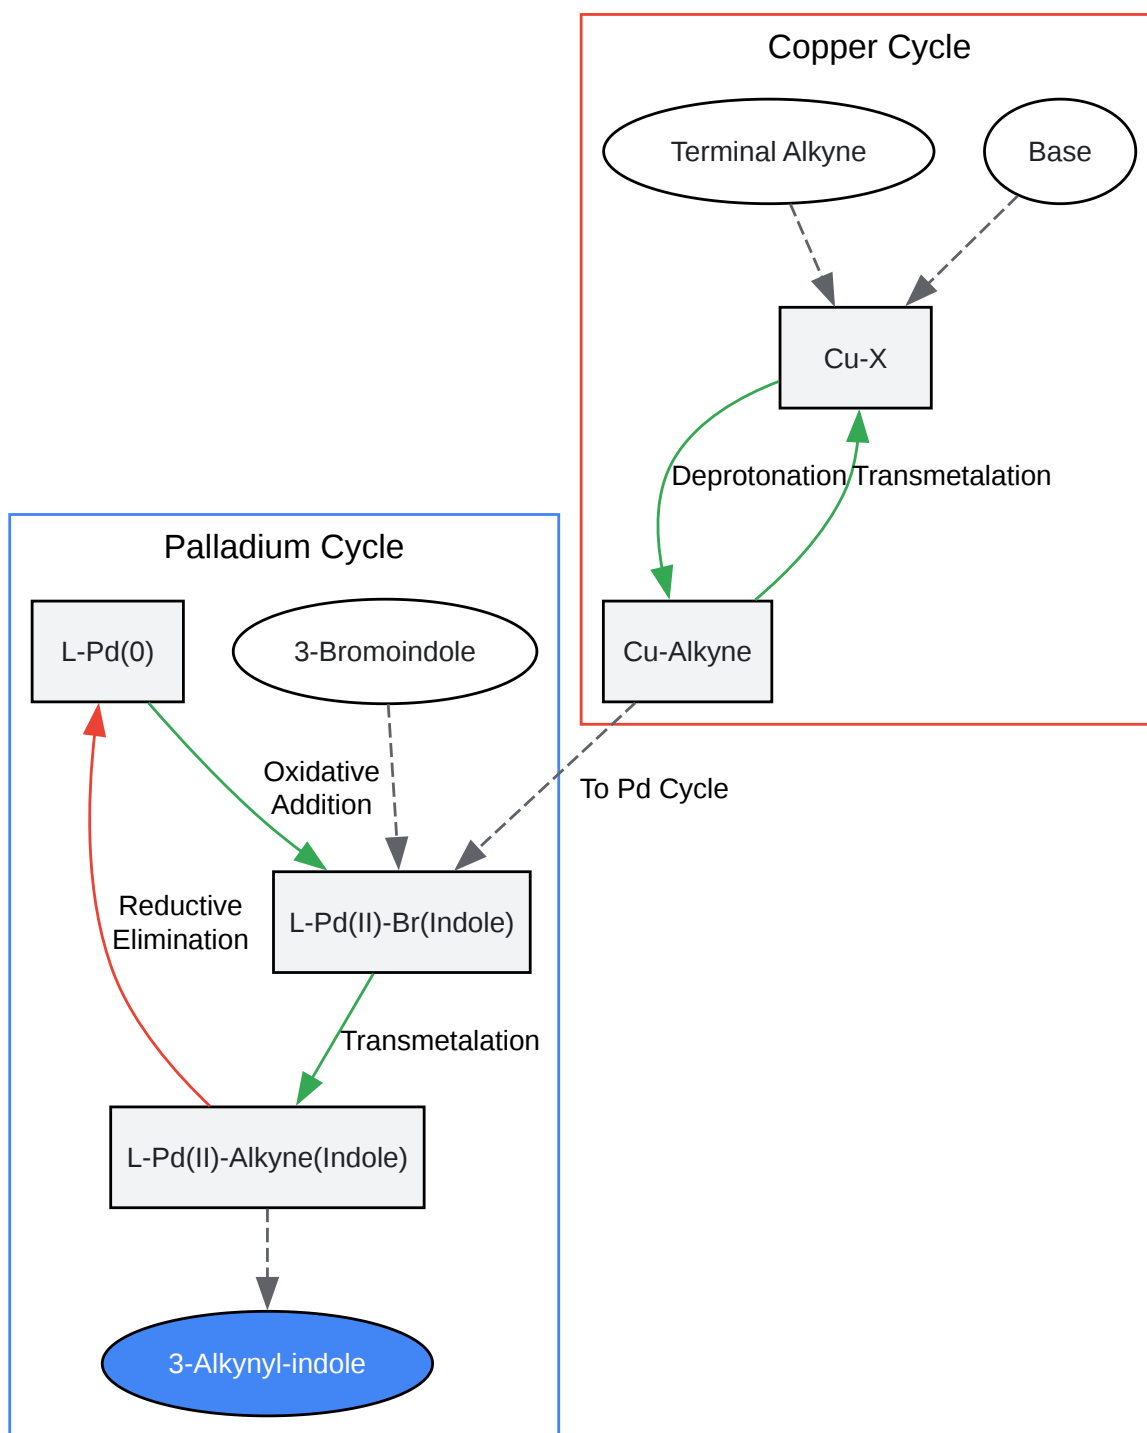 Copper Cycle
Terminal Alkyne
Base
Cu-X
Deprotonation
Transmetalation
Cu-Alkyne
To Pd Cycle
Palladium Cycle
L-Pd(0)
3-Bromoindole
Oxidative
Addition
L-Pd(II)-Br(Indole)
Reductive
Elimination
Transmetalation
L-Pd(II)-Alkyne(Indole)
3-Alkynyl-indole